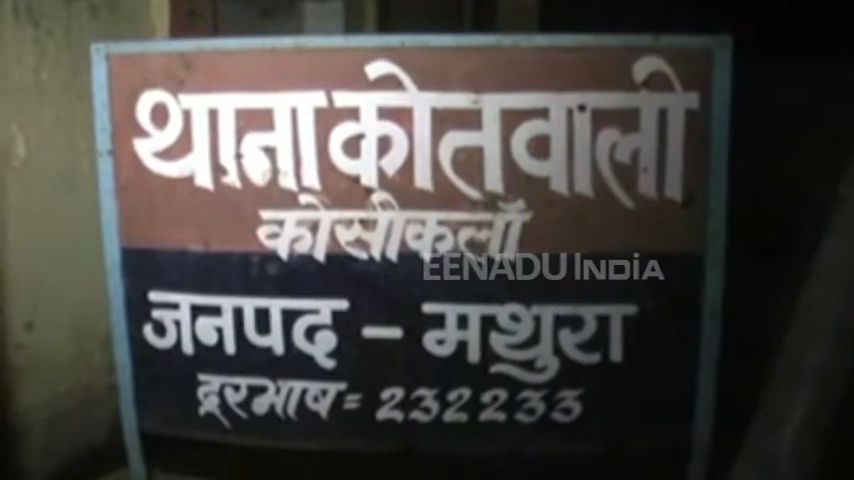 थाना कोतवाली
कोसीकलाँ
EENADU INDIA
जनपद - मथुरा
दूरभाष = 232233